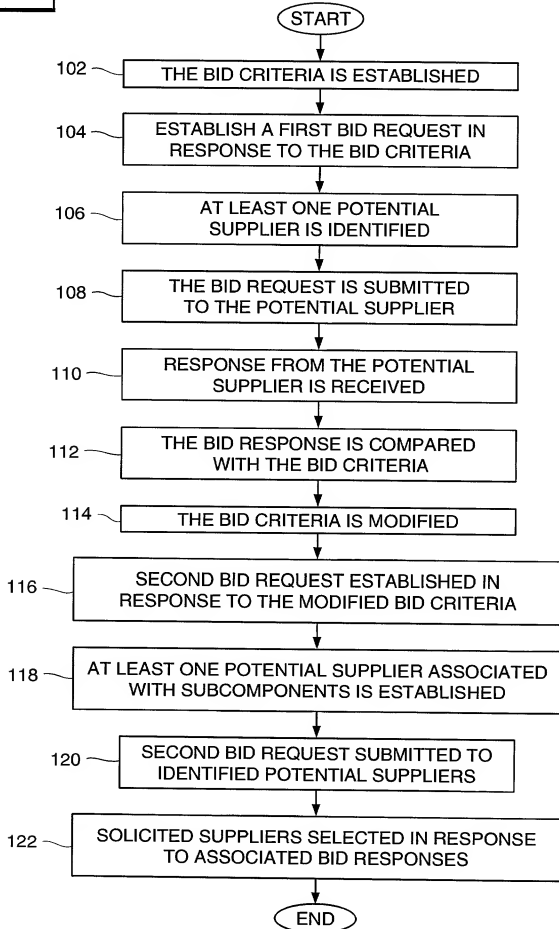 START
102
THE BID CRITERIA IS ESTABLISHED
104
ESTABLISH A FIRST BID REQUEST IN
RESPONSE TO THE BID CRITERIA
106
AT LEAST ONE POTENTIAL
SUPPLIER IS IDENTIFIED
108
THE BID REQUEST IS SUBMITTED
TO THE POTENTIAL SUPPLIER
110
RESPONSE FROM THE POTENTIAL
SUPPLIER IS RECEIVED
112
THE BID RESPONSE IS COMPARED
WITH THE BID CRITERIA
114
THE BID CRITERIA IS MODIFIED
116
SECOND BID REQUEST ESTABLISHED IN
RESPONSE TO THE MODIFIED BID CRITERIA
118
AT LEAST ONE POTENTIAL SUPPLIER ASSOCIATED
WITH SUBCOMPONENTS IS ESTABLISHED
120
SECOND BID REQUEST SUBMITTED TO
IDENTIFIED POTENTIAL SUPPLIERS
122
SOLICITED SUPPLIERS SELECTED IN RESPONSE
TO ASSOCIATED BID RESPONSES
END